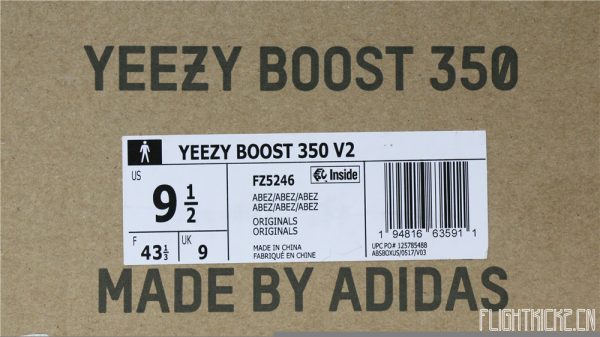 YEEZY BOOST 350
YEEZY BOOST 350 V2
US
9 1/2
F
43 1/3
UK
9
FZ5246
Inside
ABEZ/ABEZ/ABEZ
ABEZ/ABEZ/ABEZ
ORIGINALS
ORIGINALS
MADE IN CHINA
FABRIQUÉ EN CHINE
1 94816 63591 1
UPC PO# 125785488
ABSBOXUS/0517/V03
MADE BY ADIDAS
FLIGHTKICKZ.CN